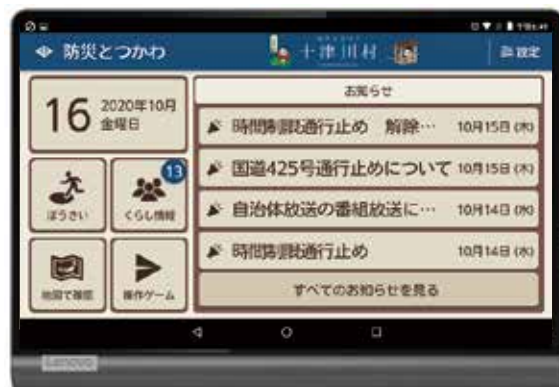 防災とつかわ
十津川村
設定
16
2020年10月
金曜日
お知らせ
時間制限通行止め 解除… 10月15日 (木)
国道425号通行止めについて 10月15日 (木)
自治体放送の番組放送に… 10月14日 (水)
時間制限通行止め 10月14日 (水)
すべてのお知らせを見る
ぼうさい
くらし情報
13
地図で確認
操作ゲーム
Lenovo